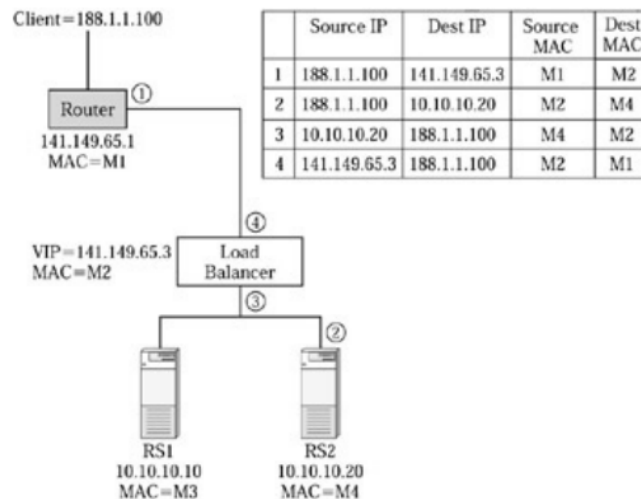 Client=188.1.1.100
Source IP Dest IP Source MAC Dest MAC
1 188.1.1.100 141.149.65.3 M1 M2
2 188.1.1.100 10.10.10.20 M2 M4
3 10.10.10.20 188.1.1.100 M4 M2
4 141.149.65.3 188.1.1.100 M2 M1
①
Router
141.149.65.1
MAC=M1
④
VIP=141.149.65.3
MAC=M2
Load
Balancer
③
②
RS1
10.10.10.10
MAC=M3
RS2
10.10.10.20
MAC=M4